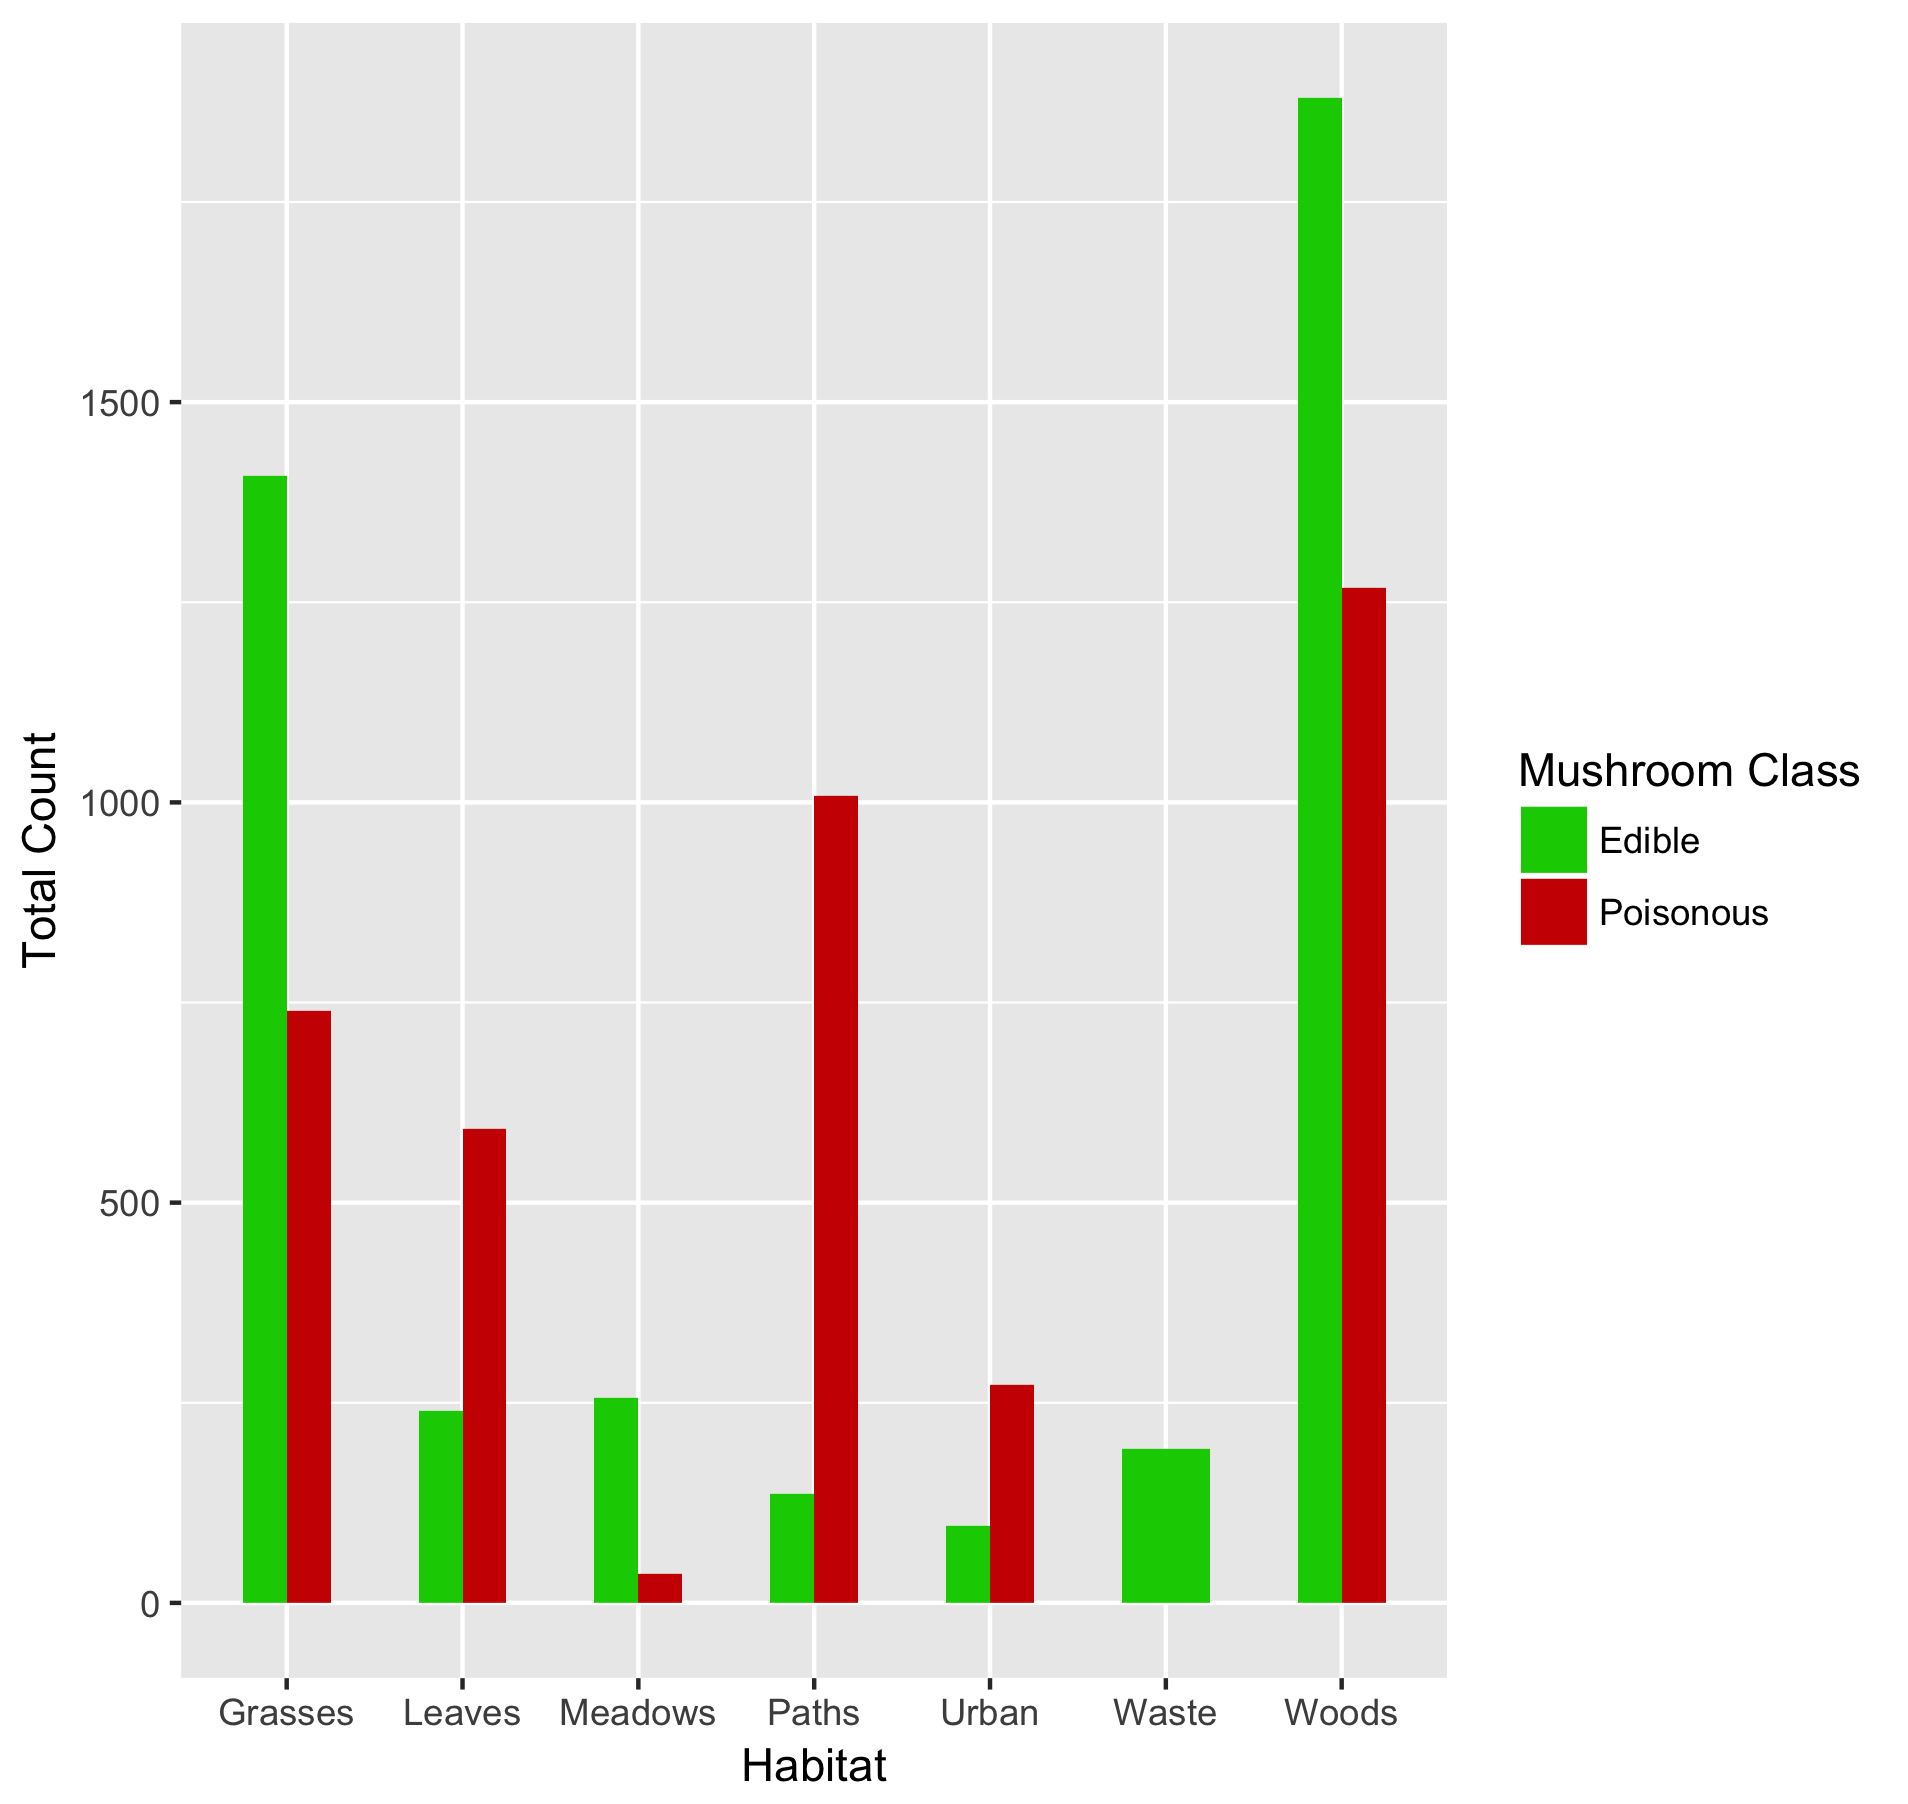 Total Count
1500
1000
500
0
Grasses Leaves Meadows Paths Urban Waste Woods
Habitat
Mushroom Class
Edible
Poisonous